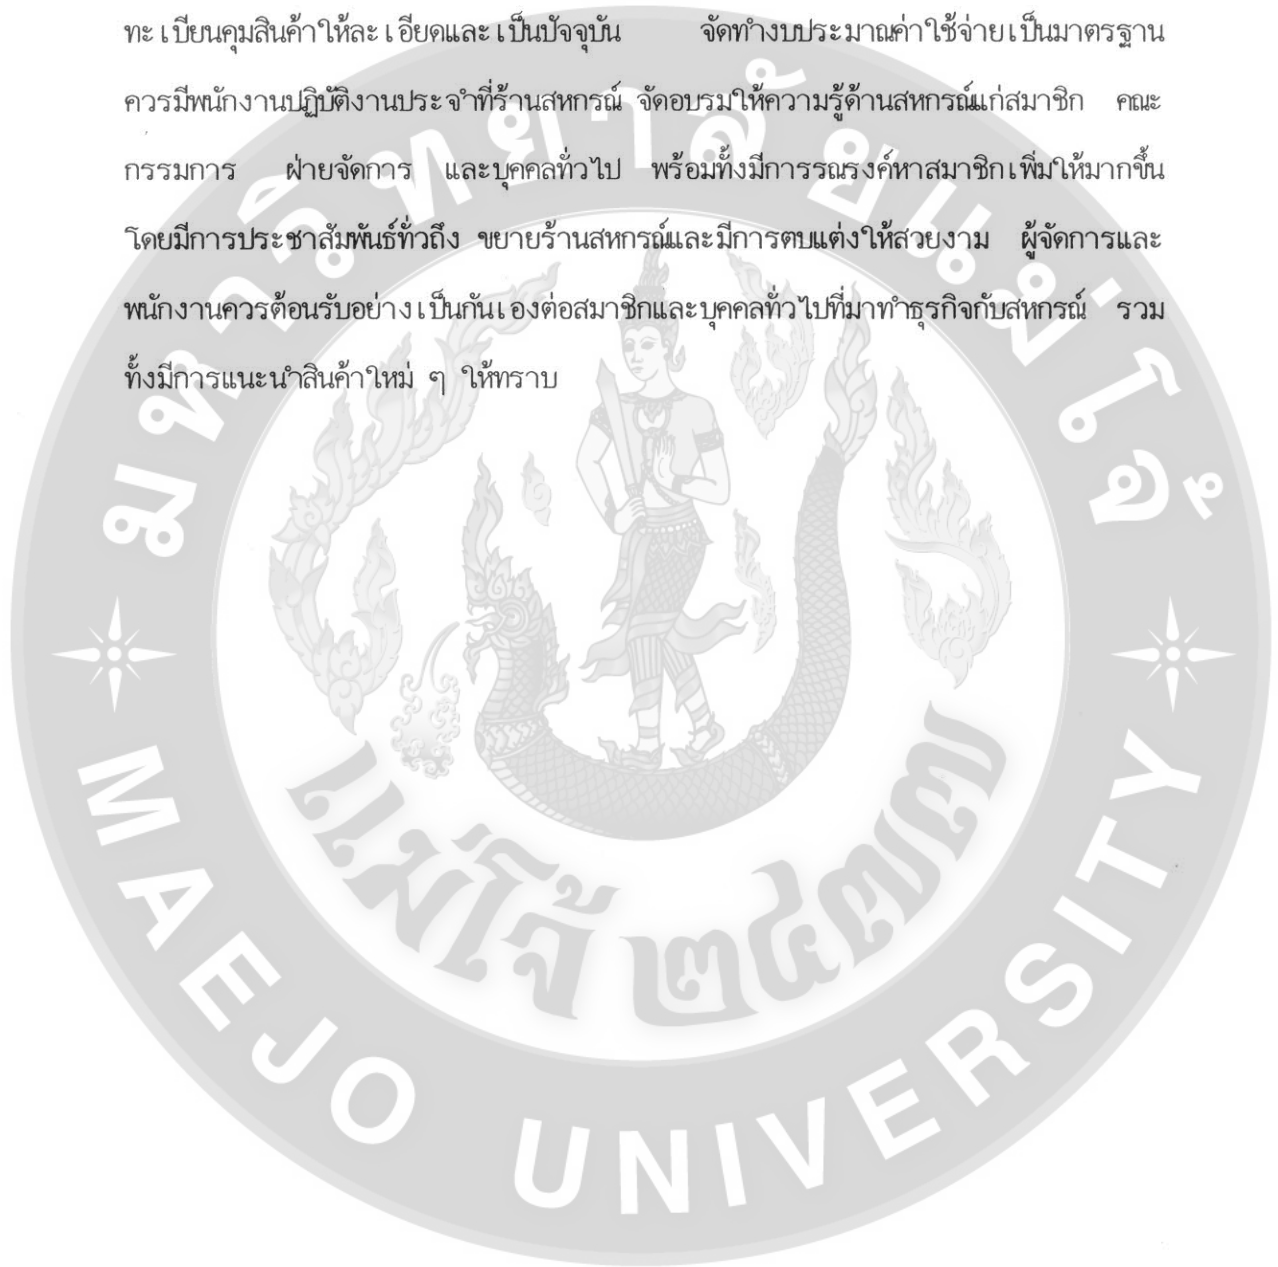 ทะเบียนคุมสินค้าให้ละเอียดและเป็นปัจจุบัน จัดทำงบประมาณค่าใช้จ่ายเป็นมาตรฐาน
ควรมีพนักงานปฏิบัติงานประจำที่ร้านสหกรณ์ จัดอบรมให้ความรู้ด้านสหกรณ์แก่สมาชิก คณะ
กรรมการ ฝ่ายจัดการ และบุคคลทั่วไป พร้อมทั้งมีการรณรงค์หาสมาชิกเพิ่มให้มากขึ้น
โดยมีการประชาสัมพันธ์ทั่วถึง ขยายร้านสหกรณ์และมีการตบแต่งให้สวยงาม ผู้จัดการและ
พนักงานควรต้อนรับอย่างเป็นกันเองต่อสมาชิกและบุคคลทั่วไปที่มาทำธุรกิจกับสหกรณ์ รวม
ทั้งมีการแนะนำสินค้าใหม่ ๆ ให้ทราบ
มหาวิทยาลัยแม่โจ้
แม่โจ้ ๒๔๗๗
MAEJO UNIVERSITY